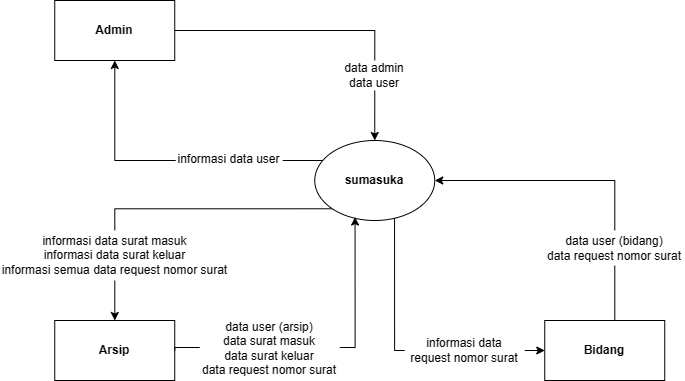 Admin
data admin
data user
informasi data user
sumasuka
informasi data surat masuk
informasi data surat keluar
informasi semua data request nomor surat
data user (bidang)
data request nomor surat
data user (arsip)
data surat masuk
data surat keluar
data request nomor surat
informasi data
request nomor surat
Arsip
Bidang